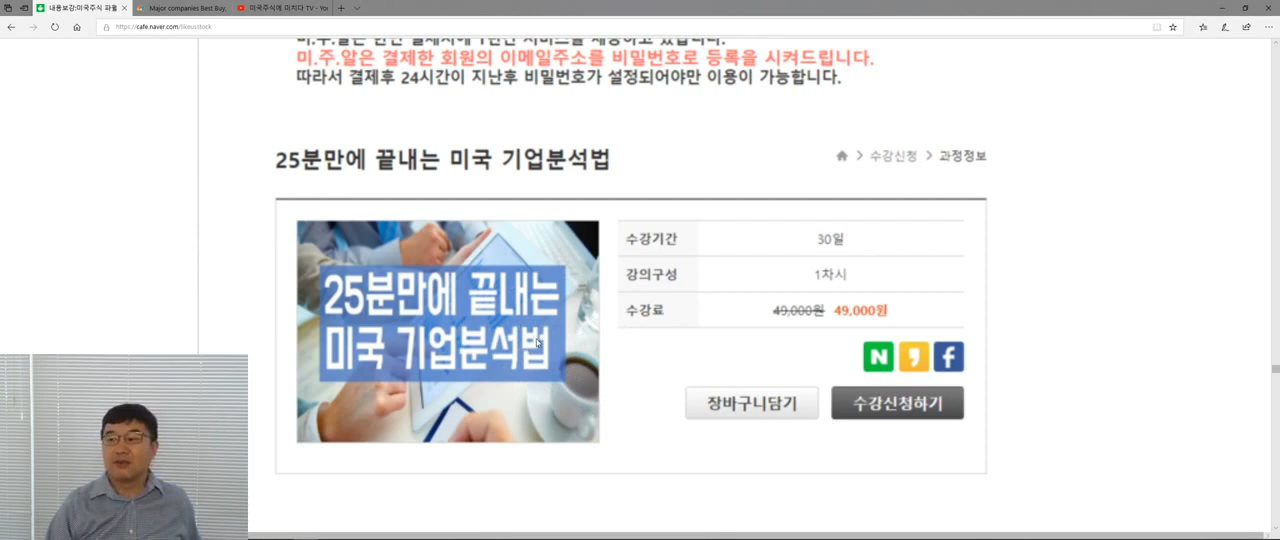 내용보강:미국주식 파월
Major companies Best Buy,
미국주식에 미치다 TV - You
https://cafe.naver.com/likeusstock
미.주.알은 결제한 회원의 이메일주소를 비밀번호로 등록을 시켜드립니다.
따라서 결제후 24시간이 지난후 비밀번호가 설정되어야만 이용이 가능합니다.
25분만에 끝내는 미국 기업분석법
수강신청 > 과정정보
25분만에 끝내는
미국 기업분석법
수강기간 30일
강의구성 1차시
수강료 49,000원 49,000원
N f
장바구니담기 수강신청하기